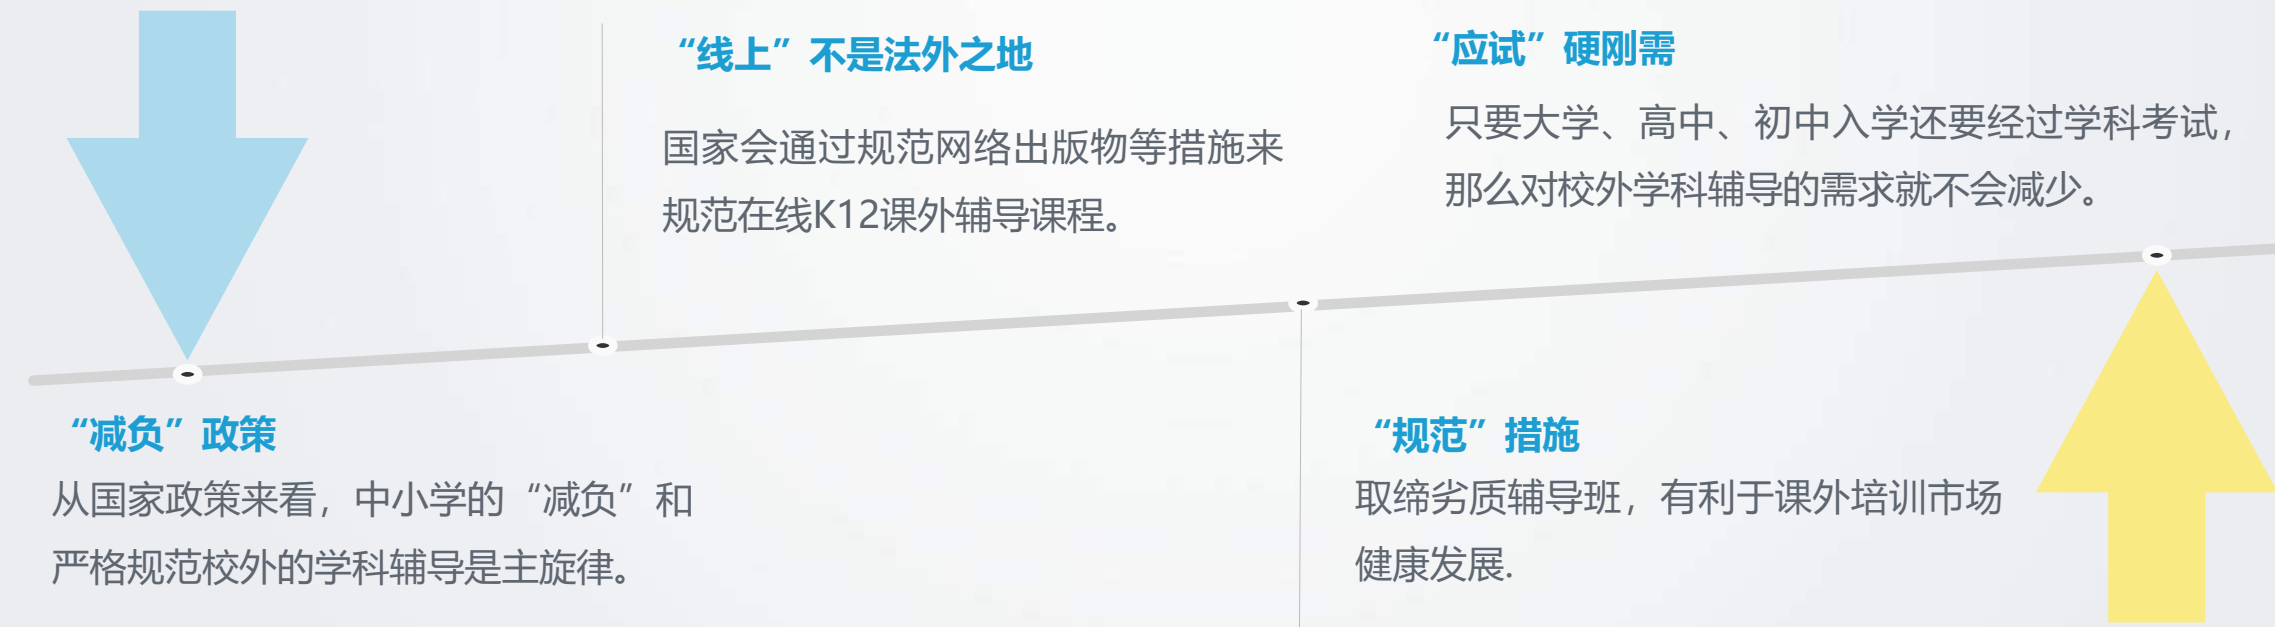 “线上”不是法外之地
国家会通过规范网络出版物等措施来
规范在线K12课外辅导课程。
“应试”硬刚需
只要大学、高中、初中入学还要经过学科考试，
那么对校外学科辅导的需求就不会减少。
“减负”政策
从国家政策来看，中小学的“减负”和
严格规范校外的学科辅导是主旋律。
“规范”措施
取缔劣质辅导班，有利于课外培训市场
健康发展.